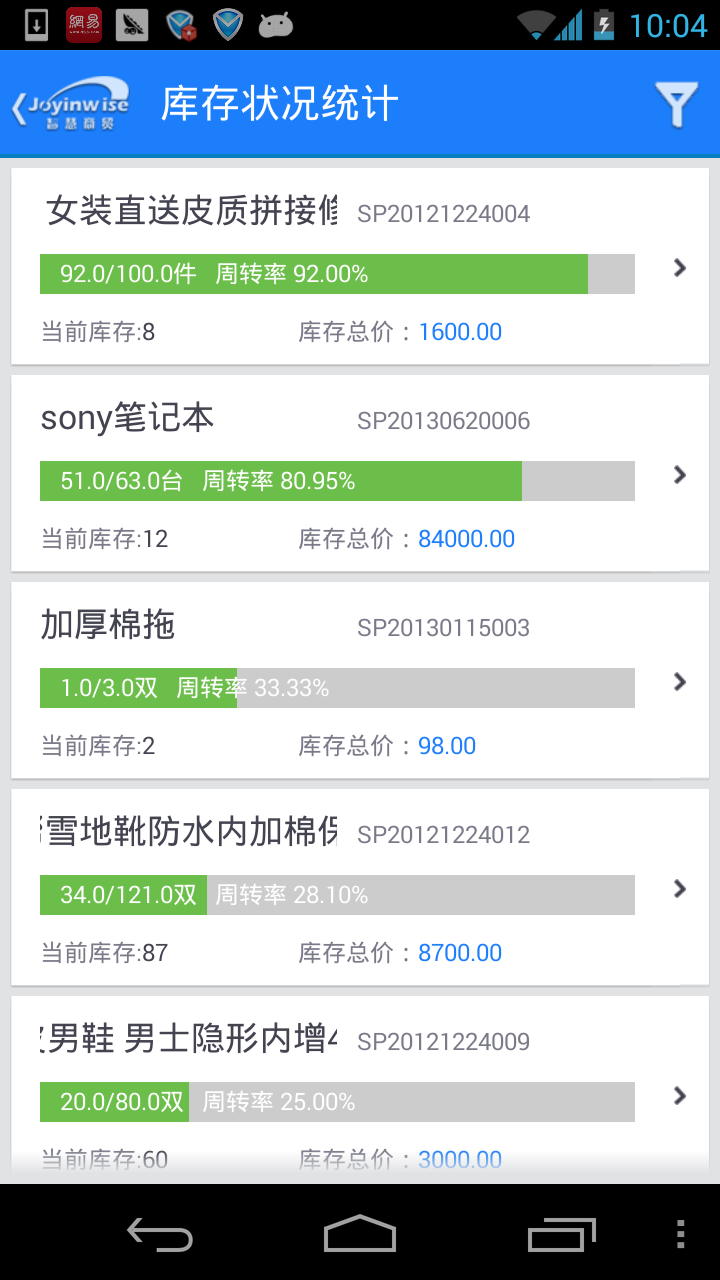 網易
10:04
Joyinwise
智慧商贸
库存状况统计
女装直送皮质拼接修
SP20121224004
92.0/100.0件 周转率 92.00%
当前库存:8 库存总价：1600.00
sony笔记本
SP20130620006
51.0/63.0台 周转率 80.95%
当前库存:12 库存总价：84000.00
加厚棉拖
SP20130115003
1.0/3.0双 周转率 33.33%
当前库存:2 库存总价：98.00
雪地靴防水内加棉保
SP20121224012
34.0/121.0双 周转率 28.10%
当前库存:87 库存总价：8700.00
男鞋 男士隐形内增4
SP20121224009
20.0/80.0双 周转率 25.00%
当前库存:60 库存总价：3000.00